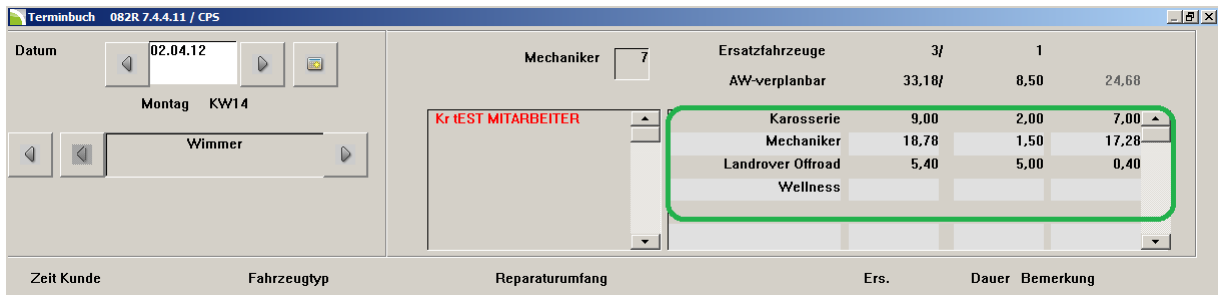 Terminbuch 082R 7.4.4.11 / CPS
Datum 02.04.12
Montag KW14
Wimmer
Mechaniker 7
Ersatzfahrzeuge 3/ 1
AW-verplanbar 33,18/ 8,50 24,68
Kr tEST MITARBEITER
Karosserie 9,00 2,00 7,00
Mechaniker 18,78 1,50 17,28
Landrover Offroad 5,40 5,00 0,40
Wellness
Zeit Kunde Fahrzeugtyp Reparaturumfang Ers. Dauer Bemerkung